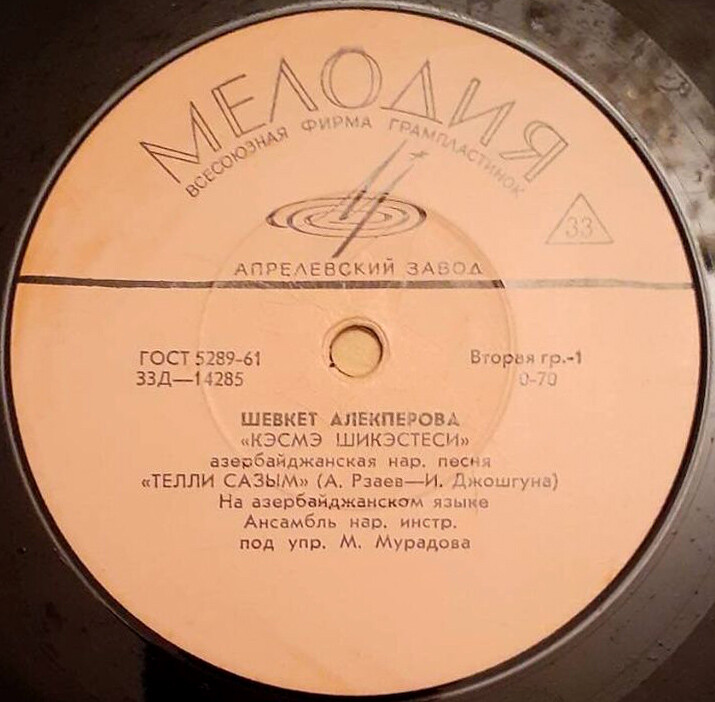 МЕЛОДИЯ
ВСЕСОЮЗНАЯ ФИРМА ГРАМПЛАСТИНОК
33
АПРЕЛЕВСКИЙ ЗАВОД
ГОСТ 5289-61 Вторая гр.-1
33Д—14285 0-70
ШЕВКЕТ АЛЕКПЕРОВА
«КЭСМЭ ШИКЭСТЕСИ»
азербайджанская нар. песня
«ТЕЛЛИ САЗЫМ» (А. Рзаев—И. Джошгуна)
На азербайджанском языке
Ансамбль нар. инстр.
под упр. М. Мурадова